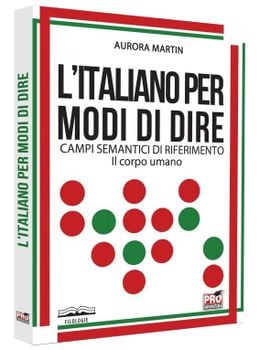 AURORA MARTIN
L'ITALIANO PER
MODI DI DIRE
CAMPI SEMANTICI DI RIFERIMENTO
Il corpo umano
FILOLOGIE
PRO
L'ITALIANO PER MODI DI DIRE